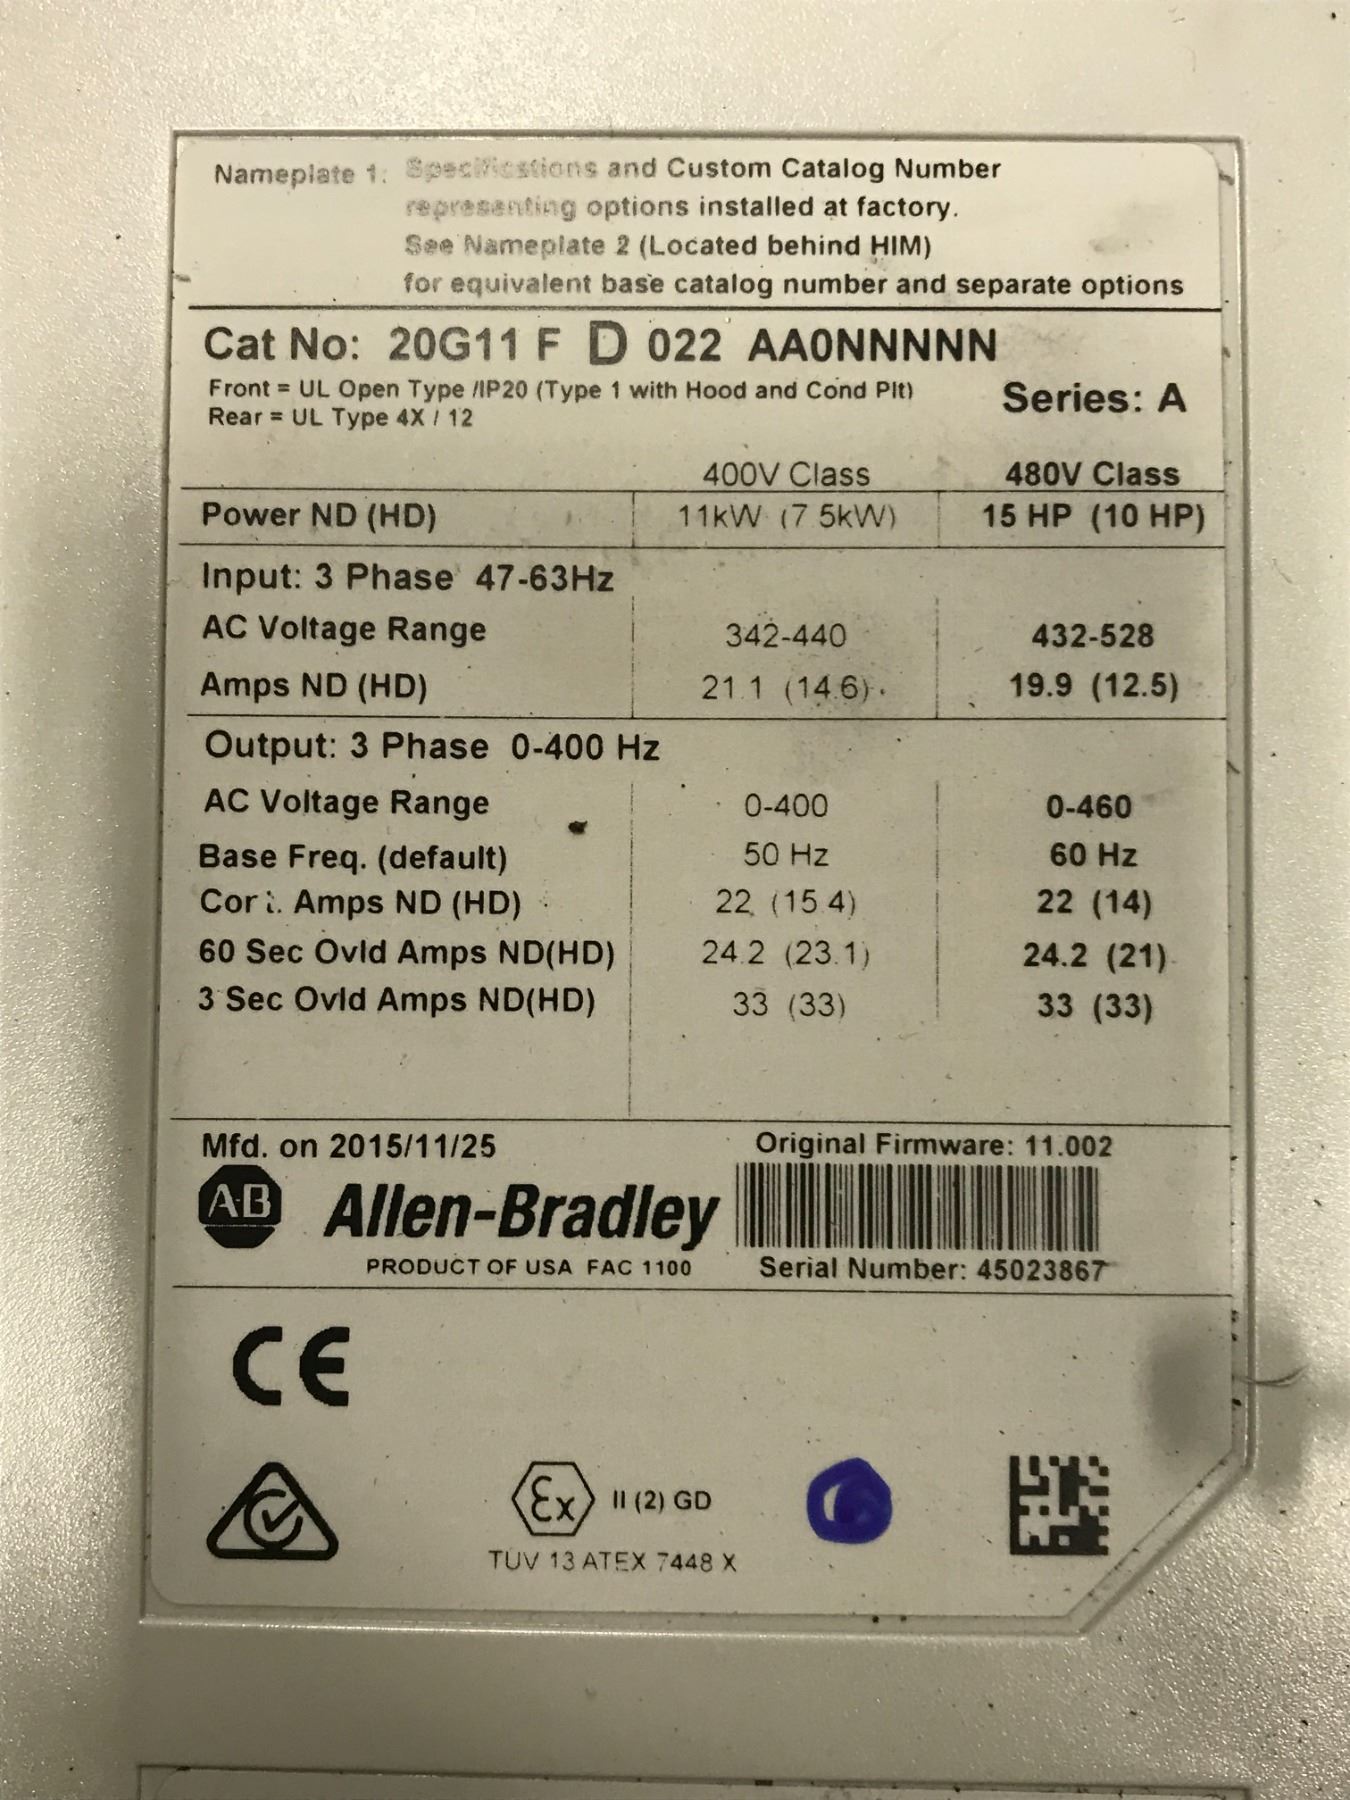 Nameplate 1: Specifications and Custom Catalog Number
representing options installed at factory.
See Nameplate 2 (Located behind HIM)
for equivalent base catalog number and separate options
Cat No: 20G11 F D 022 AA0NNNNN
Front = UL Open Type /IP20 (Type 1 with Hood and Cond Plt)
Series: A
Rear = UL Type 4X / 12
400V Class 480V Class
Power ND (HD) 11kW (7 5kW) 15 HP (10 HP)
Input: 3 Phase 47-63Hz
AC Voltage Range 342-440 432-528
Amps ND (HD) 21.1 (14.6) 19.9 (12.5)
Output: 3 Phase 0-400 Hz
AC Voltage Range 0-400 0-460
Base Freq. (default) 50 Hz 60 Hz
Cont. Amps ND (HD) 22 (15.4) 22 (14)
60 Sec Ovld Amps ND(HD) 24.2 (23.1) 24.2 (21)
3 Sec Ovld Amps ND(HD) 33 (33) 33 (33)
Mfd. on 2015/11/25 Original Firmware: 11.002
AB Allen-Bradley
PRODUCT OF USA FAC 1100 Serial Number: 45023867
CE
Ex II (2) GD
TUV 13 ATEX 7448 X